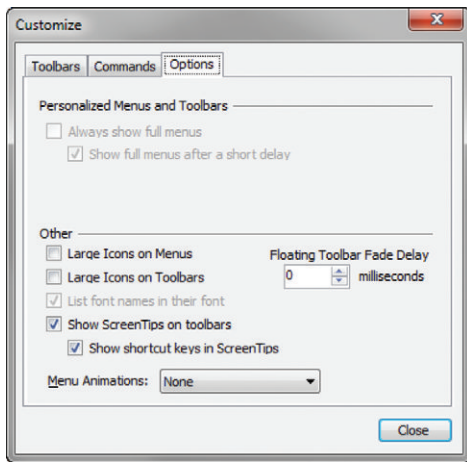 Customize
Toolbars Commands Options
Personalized Menus and Toolbars
Always show full menus
Show full menus after a short delay
Other
Large Icons on Menus
Floating Toolbar Fade Delay
Large Icons on Toolbars
0 milliseconds
List font names in their font
Show ScreenTips on toolbars
Show shortcut keys in ScreenTips
Menu Animations: None
Close